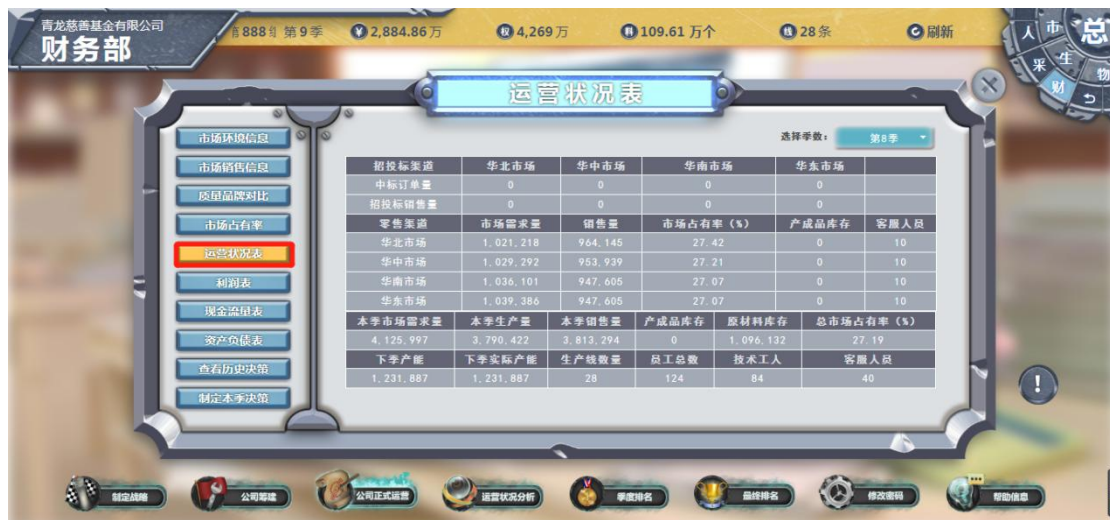 青龙慈善基金有限公司
财务部
888 第9季 ¥ 2,884.86万 权 4,269万 109.61万个 线 28条 刷新
人 市 总
采 生 物
财
运营状况表
选择季数: 第8季
市场环境信息
市场销售信息
质量品牌对比
市场占有率
运营状况表
利润表
现金流量表
资产负债表
查看历史决策
制定本季决策
招投标渠道 华北市场 华中市场 华南市场 华东市场
中标订单量 0 0 0 0
招投标销售量 0 0 0 0
零售渠道 市场需求量 销售量 市场占有率 (%) 产成品库存 客服人员
华北市场 1,021,218 964,145 27.42 0 10
华中市场 1,029,292 953,939 27.21 0 10
华南市场 1,036,101 947,605 27.07 0 10
华东市场 1,039,386 947,605 27.07 0 10
本季市场需求量 本季生产量 本季销售量 产成品库存 原材料库存 总市场占有率 (%)
4,125,997 3,790,422 3,813,294 0 1,096,132 27.19
下季产能 下季实际产能 生产线数量 员工总数 技术工人 客服人员
1,231,887 1,231,887 28 124 84 40
!
制定战略 公司筹建 公司正式运营 运营状况分析 季度排名 最终排名 修改密码 帮助信息